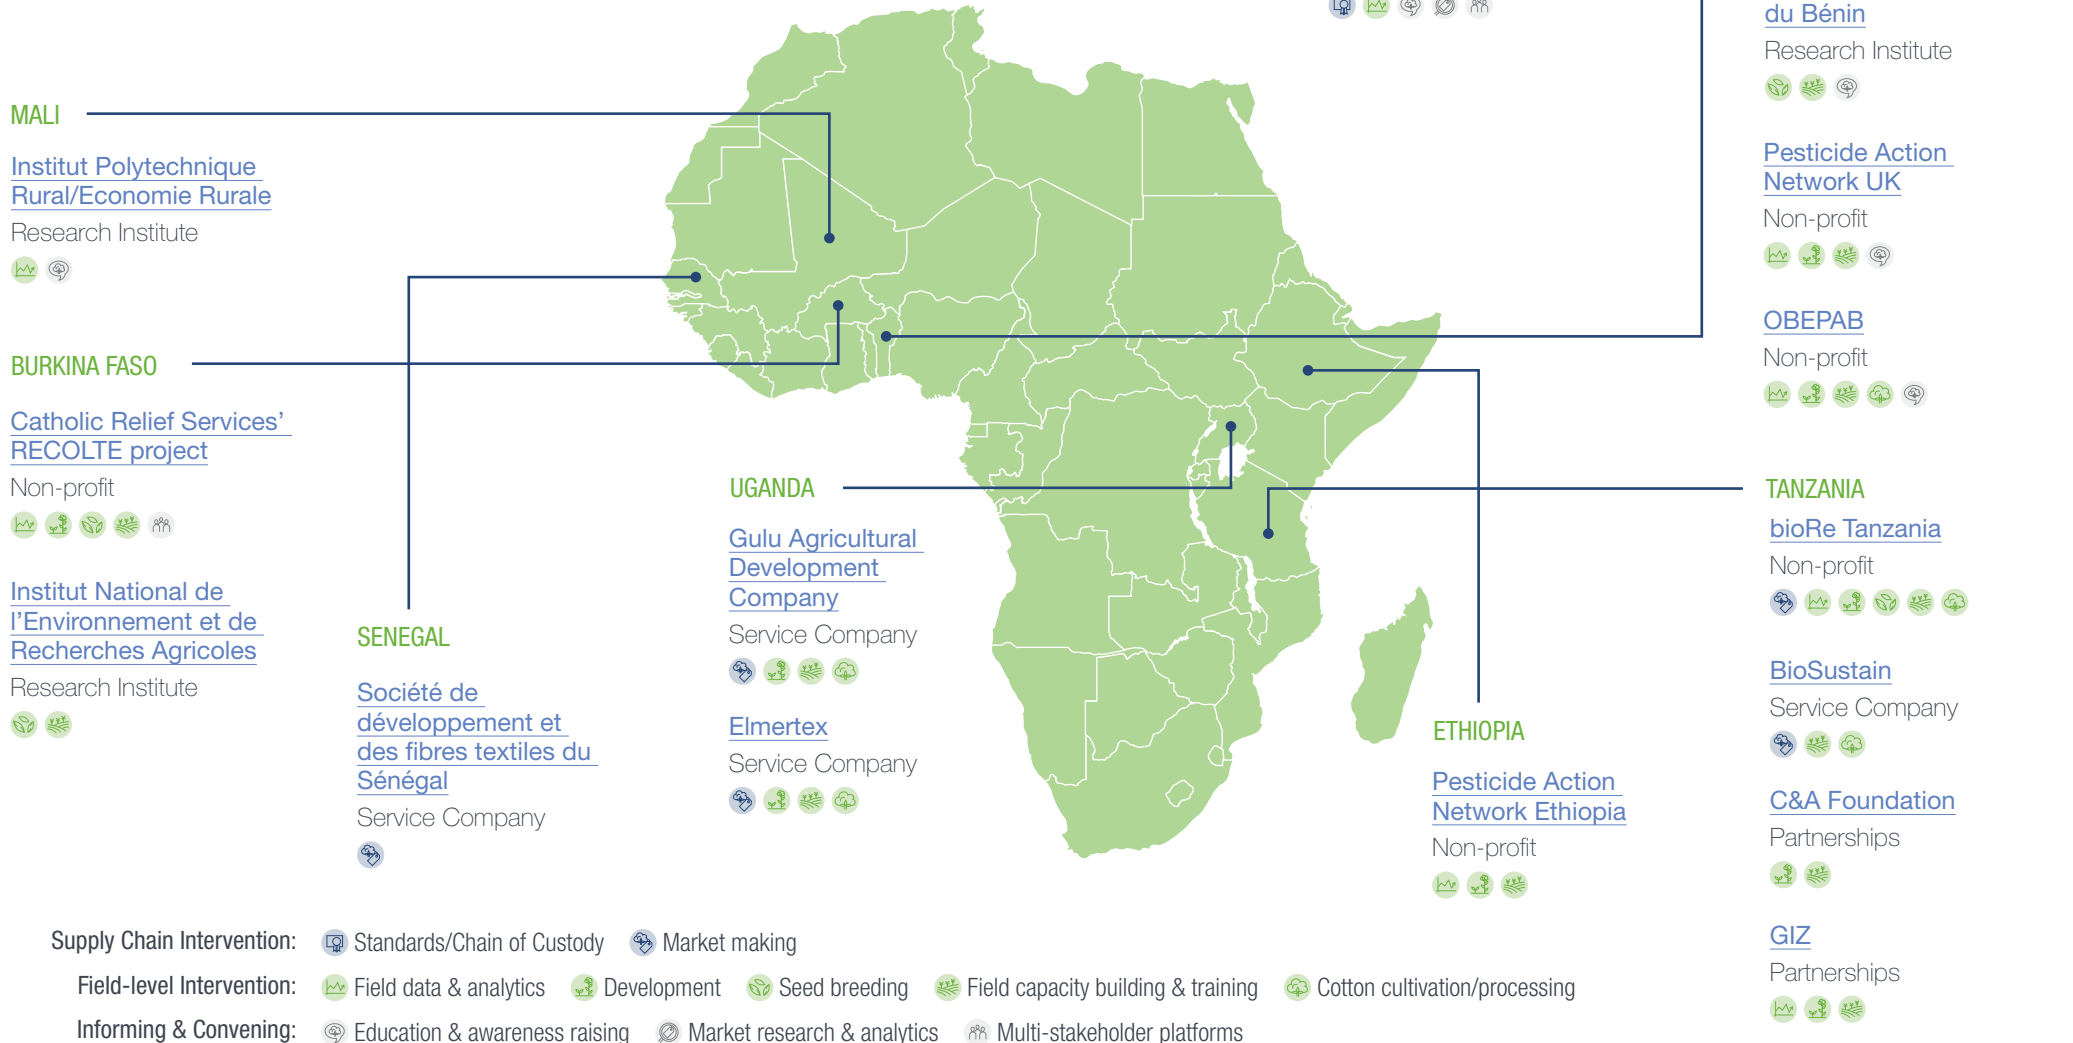 MALI
Institut Polytechnique
Rural/Economie Rurale
Research Institute
BURKINA FASO
Catholic Relief Services’
RECOLTE project
Non-profit
Institut National de
l’Environnement et de
Recherches Agricoles
Research Institute
SENEGAL
Société de
développement et
des fibres textiles du
Sénégal
Service Company
UGANDA
Gulu Agricultural
Development
Company
Service Company
Elmertex
Service Company
ETHIOPIA
Pesticide Action
Network Ethiopia
Non-profit
du Bénin
Research Institute
Pesticide Action
Network UK
Non-profit
OBEPAB
Non-profit
TANZANIA
bioRe Tanzania
Non-profit
BioSustain
Service Company
C&A Foundation
Partnerships
GIZ
Partnerships
Supply Chain Intervention: Standards/Chain of Custody Market making
Field-level Intervention: Field data & analytics Development Seed breeding Field capacity building & training Cotton cultivation/processing
Informing & Convening: Education & awareness raising Market research & analytics Multi-stakeholder platforms